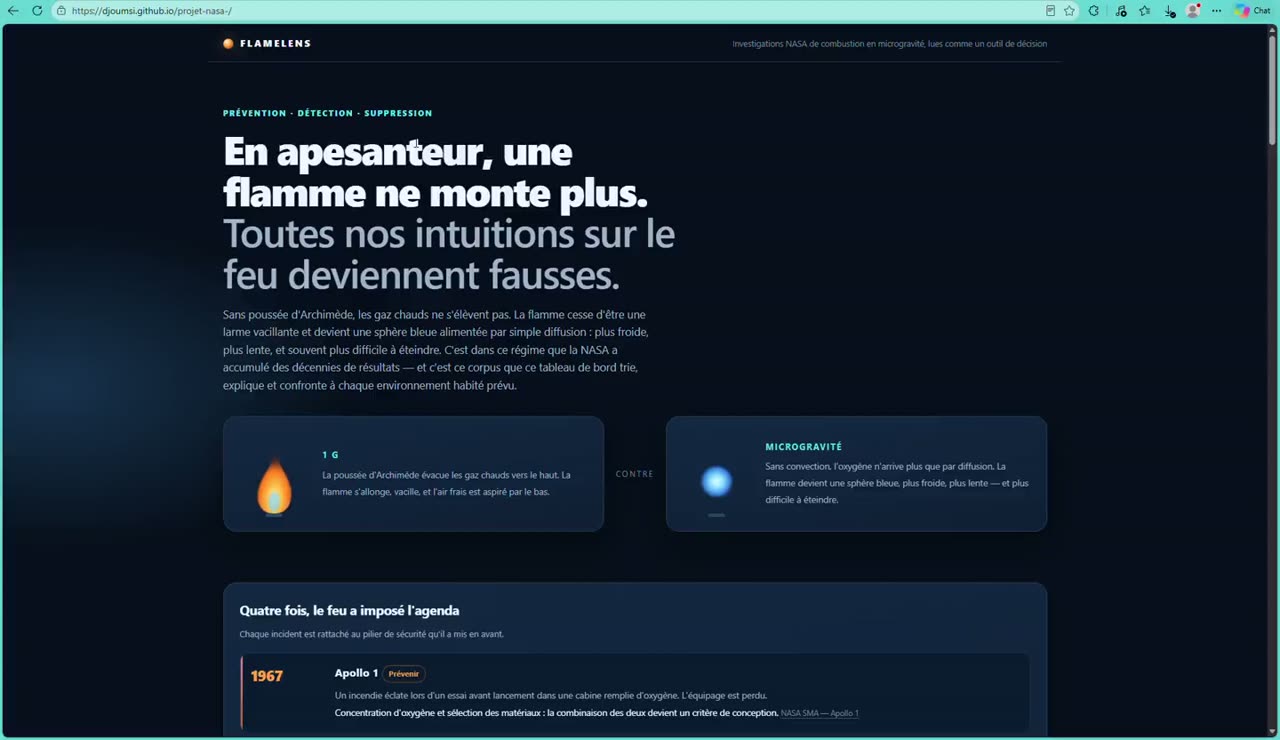 https://djoumsi.github.io/projet-nasa-/
Chat
FLAMELENS
Investigations NASA de combustion en microgravité, lues comme un outil de décision
PRÉVENTION · DÉTECTION · SUPPRESSION
En apesanteur, une
flamme ne monte plus.
Toutes nos intuitions sur le
feu deviennent fausses.
Sans poussée d'Archimède, les gaz chauds ne s'élèvent pas. La flamme cesse d'être une
larme vacillante et devient une sphère bleue alimentée par simple diffusion : plus froide,
plus lente, et souvent plus difficile à éteindre. C'est dans ce régime que la NASA a
accumulé des décennies de résultats — et c'est ce corpus que ce tableau de bord trie,
explique et confronte à chaque environnement habité prévu.
1 G
La poussée d'Archimède évacue les gaz chauds vers le haut. La
flamme s'allonge, vacille, et l'air frais est aspiré par le bas.
CONTRE
MICROGRAVITÉ
Sans convection, l'oxygène n'arrive plus que par diffusion. La
flamme devient une sphère bleue, plus froide, plus lente — et plus
difficile à éteindre.
Quatre fois, le feu a imposé l'agenda
Chaque incident est rattaché au pilier de sécurité qu'il a mis en avant.
1967
Apollo 1 Prévenir
Un incendie éclate lors d'un essai avant lancement dans une cabine remplie d'oxygène. L'équipage est perdu.
Concentration d'oxygène et sélection des matériaux : la combinaison des deux devient un critère de conception. NASA SMA — Apollo 1